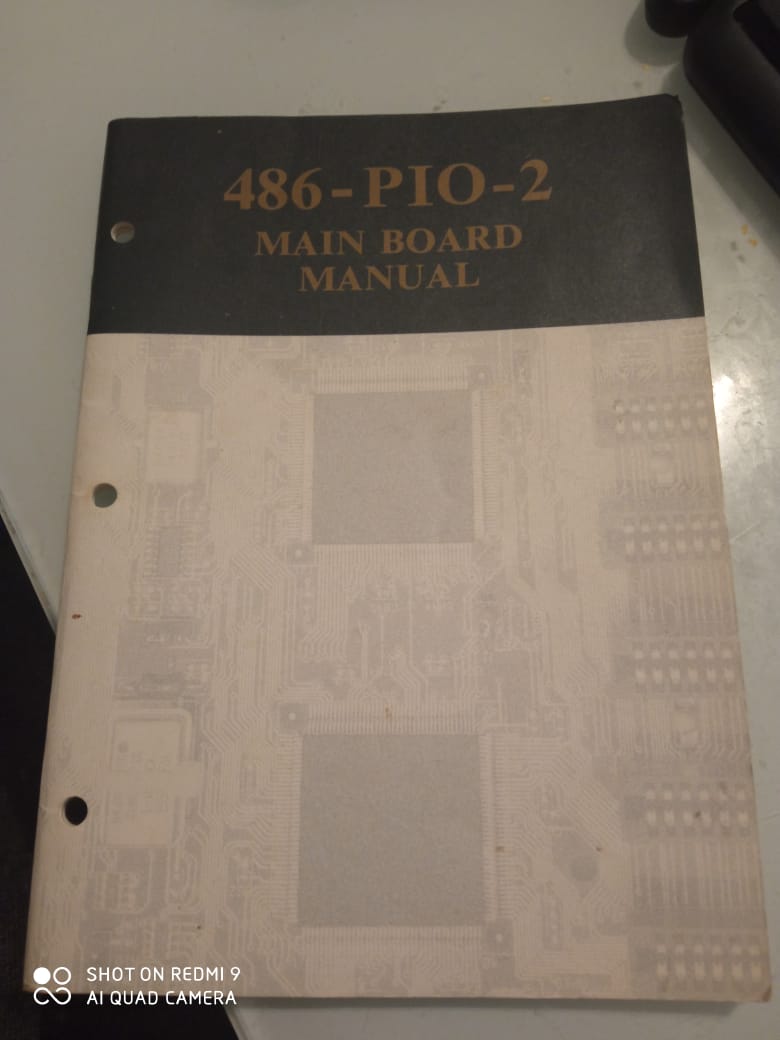 486-PIO-2
MAIN BOARD
MANUAL
SHOT ON REDMI 9
AI QUAD CAMERA